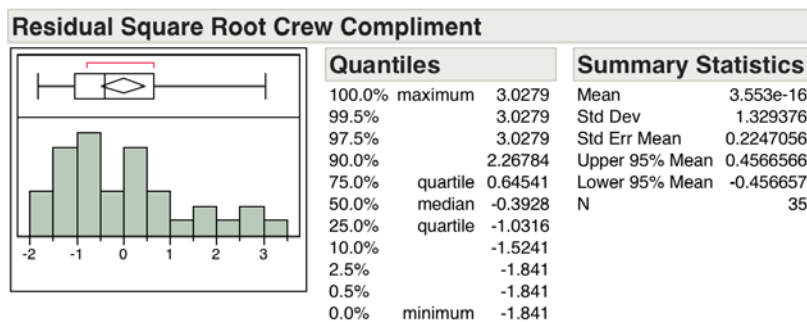 Residual Square Root Crew Compliment
-2 -1 0 1 2 3
Quantiles
100.0% maximum 3.0279
99.5% 3.0279
97.5% 3.0279
90.0% 2.26784
75.0% quartile 0.64541
50.0% median -0.3928
25.0% quartile -1.0316
10.0% -1.5241
2.5% -1.841
0.5% -1.841
0.0% minimum -1.841
Summary Statistics
Mean 3.553e-16
Std Dev 1.329376
Std Err Mean 0.2247056
Upper 95% Mean 0.4566566
Lower 95% Mean -0.456657
N 35